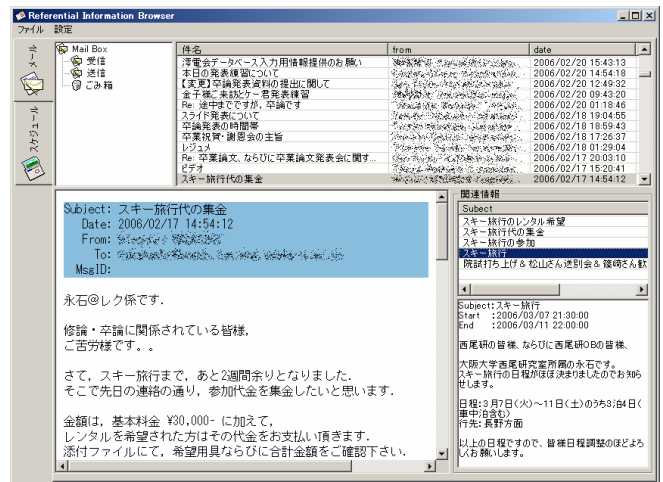 Referential Information Browser
ファイル 設定
メール
スケジュール
Mail Box
受信
送信
ごみ箱
件名 from date
澪電会データベース入力用情報提供のお願い 2006/02/20 15:43:13
本日の発表練習について 2006/02/20 14:54:18
【変更】卒論発表資料の提出に関して 2006/02/20 12:49:32
金子様ご来訪とケー君発表練習 2006/02/20 09:43:20
Re: 途中までですが，卒論です 2006/02/20 01:18:46
スライド発表について 2006/02/18 19:04:55
卒論発表の時間帯 2006/02/18 18:59:43
卒業祝賀・謝恩会の主旨 2006/02/18 17:26:37
レジュメ 2006/02/18 01:29:04
Re: 卒業論文、ならびに卒業論文発表会に関す... 2006/02/17 20:03:10
ビデオ 2006/02/17 15:20:41
スキー旅行代の集金 2006/02/17 14:54:12
Subject: スキー旅行代の集金
Date: 2006/02/17 14:54:12
From:
To:
MsgID:
永石@レク係です．
修論・卒論に関係されている皆様，
ご苦労様です。。
さて，スキー旅行まで，あと2週間余りとなりました．
そこで先日の連絡の通り，参加代金を集金したいと思います．
金額は，基本料金 ¥30,000- に加えて，
レンタルを希望された方はその代金をお支払い頂きます．
添付ファイルにて，希望用具ならびに合計金額をご確認下さい．
関連情報
Subect
スキー旅行のレンタル希望
スキー旅行代の集金
スキー旅行の参加
スキー旅行
院試打ち上げ＆松山さん送別会＆篠崎さん歓
Subject:スキー旅行
Start :2006/03/07 21:30:00
End :2006/03/11 22:00:00
西尾研の皆様、ならびに西尾研OBの皆様、
大阪大学西尾研究室所属の永石です。
スキー旅行の日程がほぼ決まりましたのでお知ら
せします。
日程：3月7日（火）～11日（土）のうち3泊4日（
車中泊含む）
行先：長野方面
以上の日程ですので、皆様日程調整のほどよろ
しくお願いします。